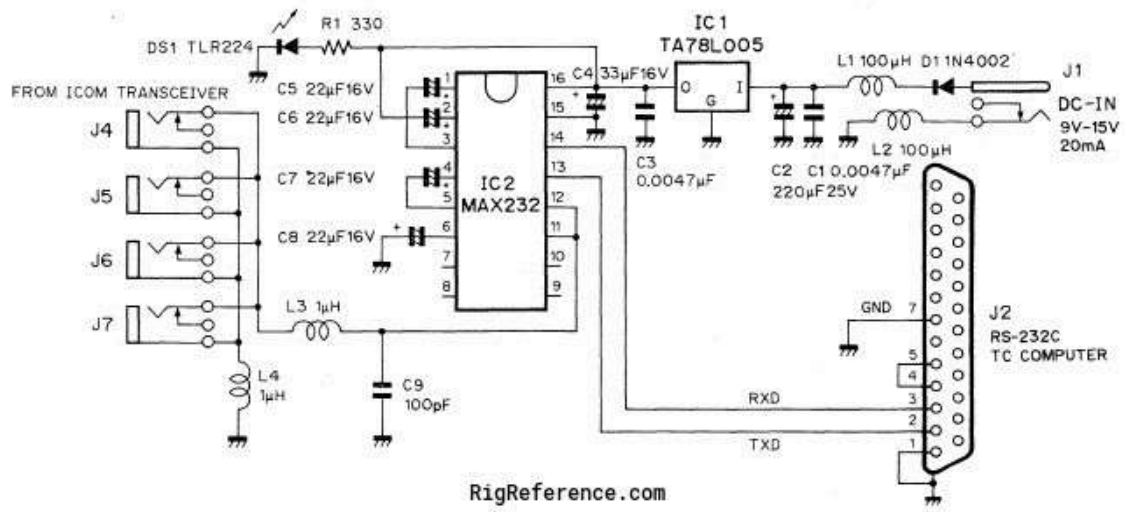 IC1
TA78L005
R1 330
DS1 TLR224
L1 100μH D1 1N4002
J1
DC-IN
9V-15V
20mA
L2 100μH
C4 33μF16V
O
I
G
+
C3
0.0047μF
C2 C1 0.0047μF
220μF25V
FROM ICOM TRANSCEIVER
J4
J5
J6
J7
C5 22μF16V
C6 22μF16V
C7 22μF16V
C8 22μF16V
+
1
2
3
4
5
6
7
8
16
15
14
13
12
11
10
9
IC2
MAX232
L3 1μH
L4
1μH
C9
100pF
GND
7
5
4
3
2
1
RXD
TXD
J2
RS-232C
TC COMPUTER
RigReference.com